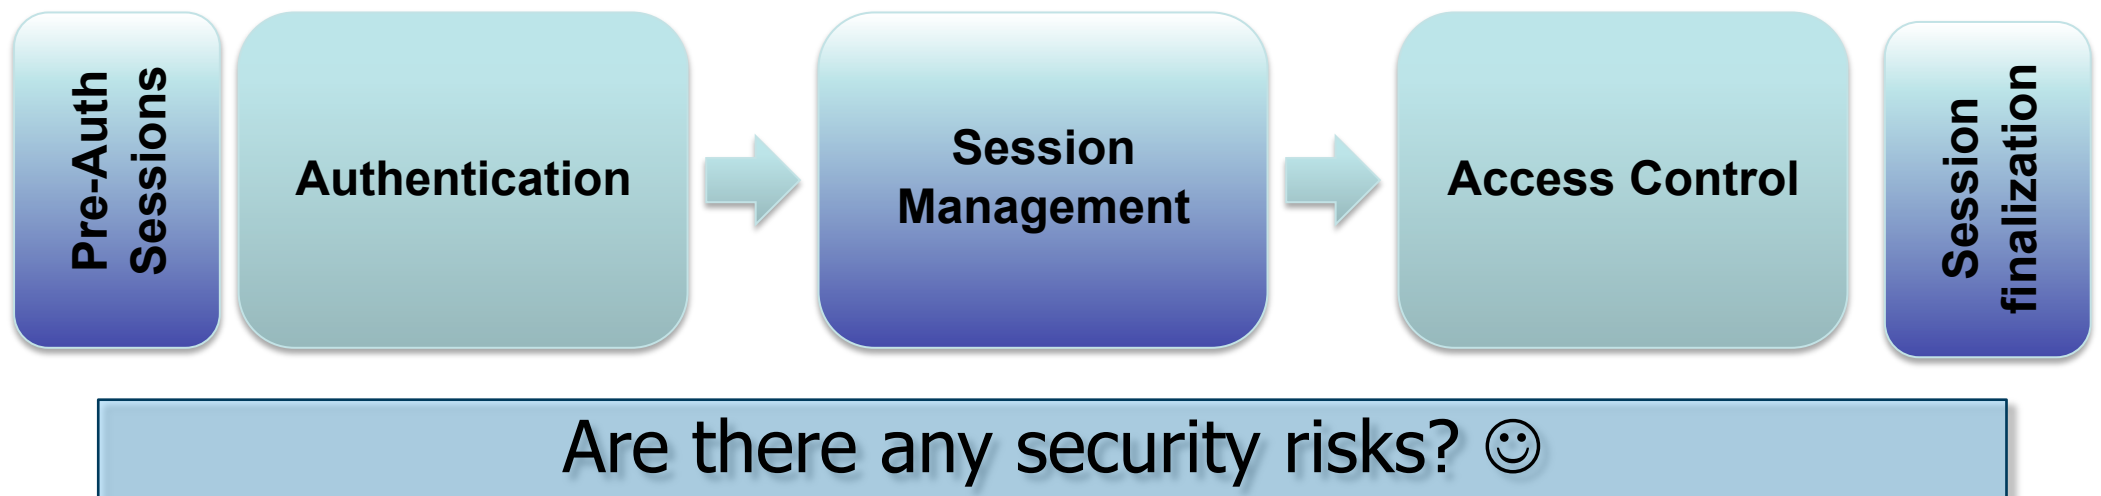 Pre-Auth
Sessions
Authentication
Session
Management
Access Control
Session
finalization
Are there any security risks? ☺